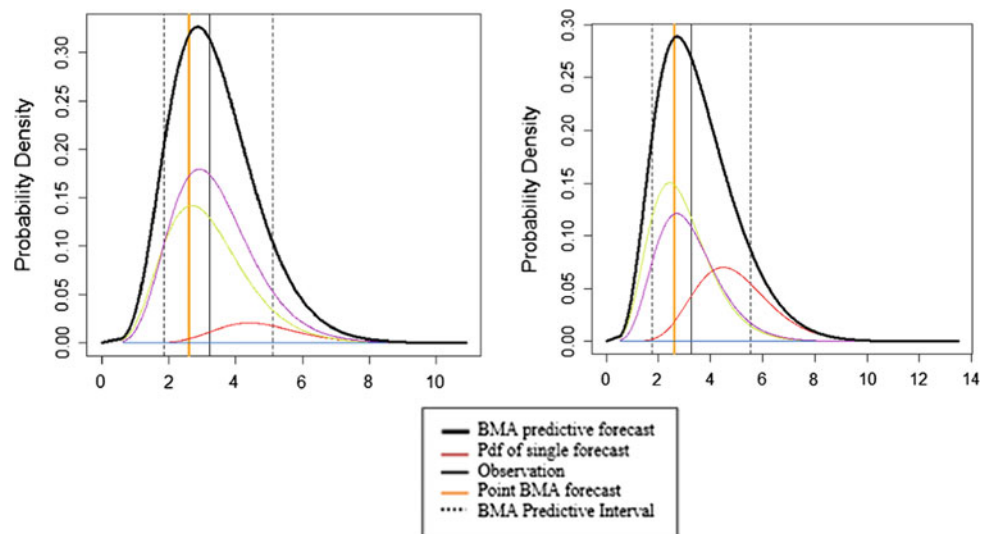 Probability Density
0.00 0.05 0.10 0.15 0.20 0.25 0.30
0 2 4 6 8 10
Probability Density
0.00 0.05 0.10 0.15 0.20 0.25 0.30
0 2 4 6 8 10 12 14
BMA predictive forecast
Pdf of single forecast
Observation
Point BMA forecast
BMA Predictive Interval